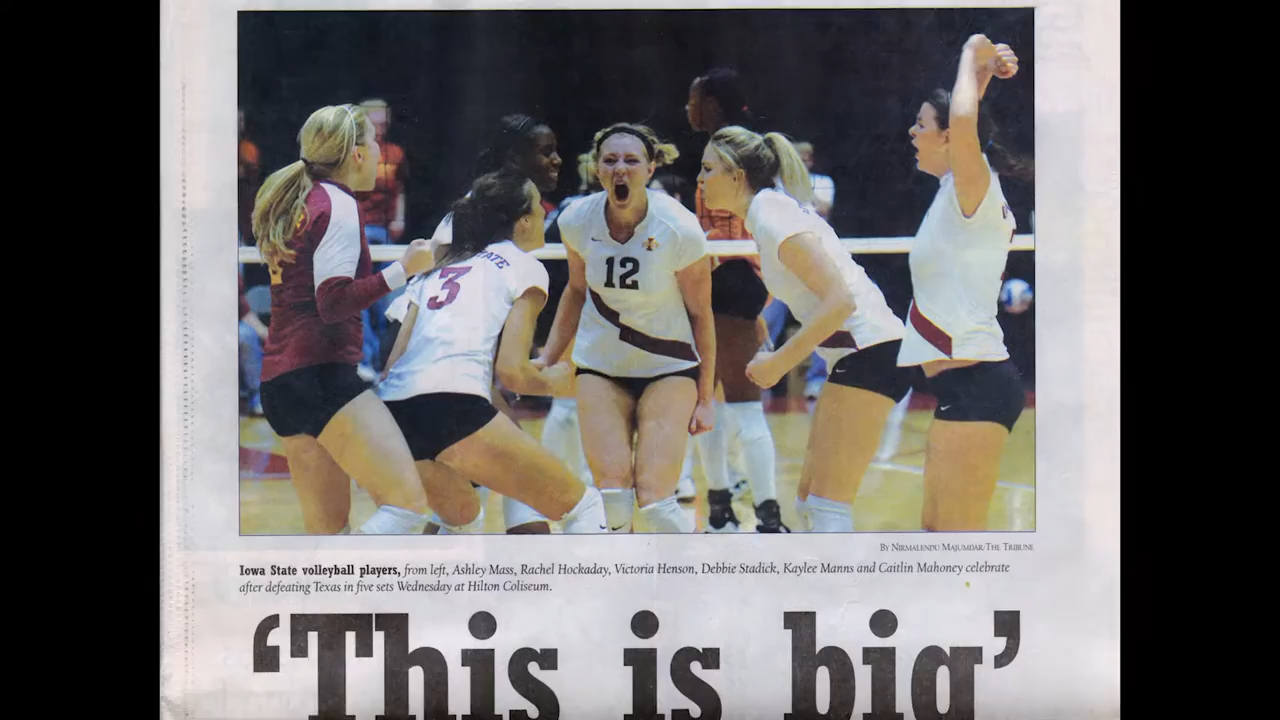 STATE
3
12
By Nirmalendu Majumdar/The Tribune
Iowa State volleyball players, from left, Ashley Mass, Rachel Hockaday, Victoria Henson, Debbie Stadick, Kaylee Manns and Caitlin Mahoney celebrate
after defeating Texas in five sets Wednesday at Hilton Coliseum.
‘This is big’